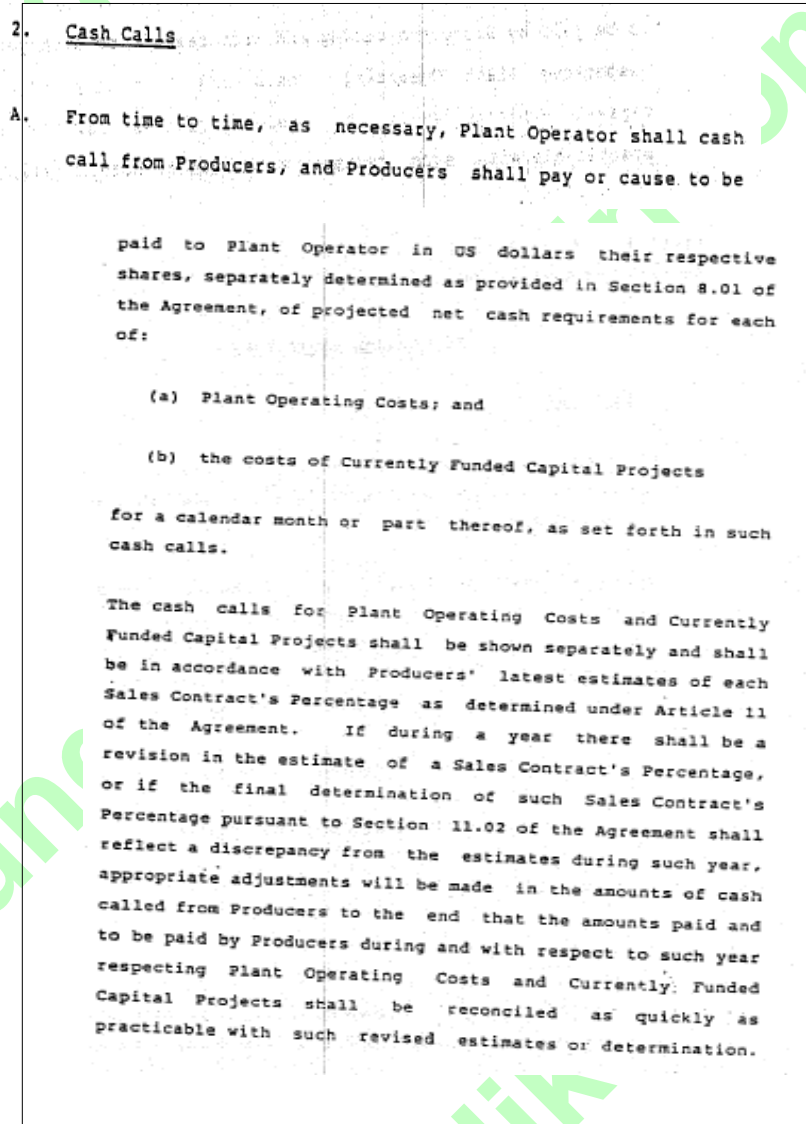 2. Cash Calls
A. From time to time, as necessary, Plant Operator shall cash
call from Producers, and Producers shall pay or cause to be
paid to Plant Operator in US dollars their respective
shares, separately determined as provided in Section 8.01 of
the Agreement, of projected net cash requirements for each
of:
(a) Plant Operating Costs; and
(b) the costs of Currently Funded Capital Projects
for a calendar month or part thereof, as set forth in such
cash calls.
The cash calls for Plant Operating Costs and Currently
Funded Capital Projects shall be shown separately and shall
be in accordance with Producers' latest estimates of each
Sales Contract's Percentage as determined under Article 11
of the Agreement. If during a year there shall be a
revision in the estimate of a Sales Contract's Percentage,
or if the final determination of such Sales Contract's
Percentage pursuant to Section 11.02 of the Agreement shall
reflect a discrepancy from the estimates during such year,
appropriate adjustments will be made in the amounts of cash
called from Producers to the end that the amounts paid and
to be paid by Producers during and with respect to such year
respecting Plant Operating Costs and Currently Funded
Capital Projects shall be reconciled as quickly as
practicable with such revised estimates or determination.